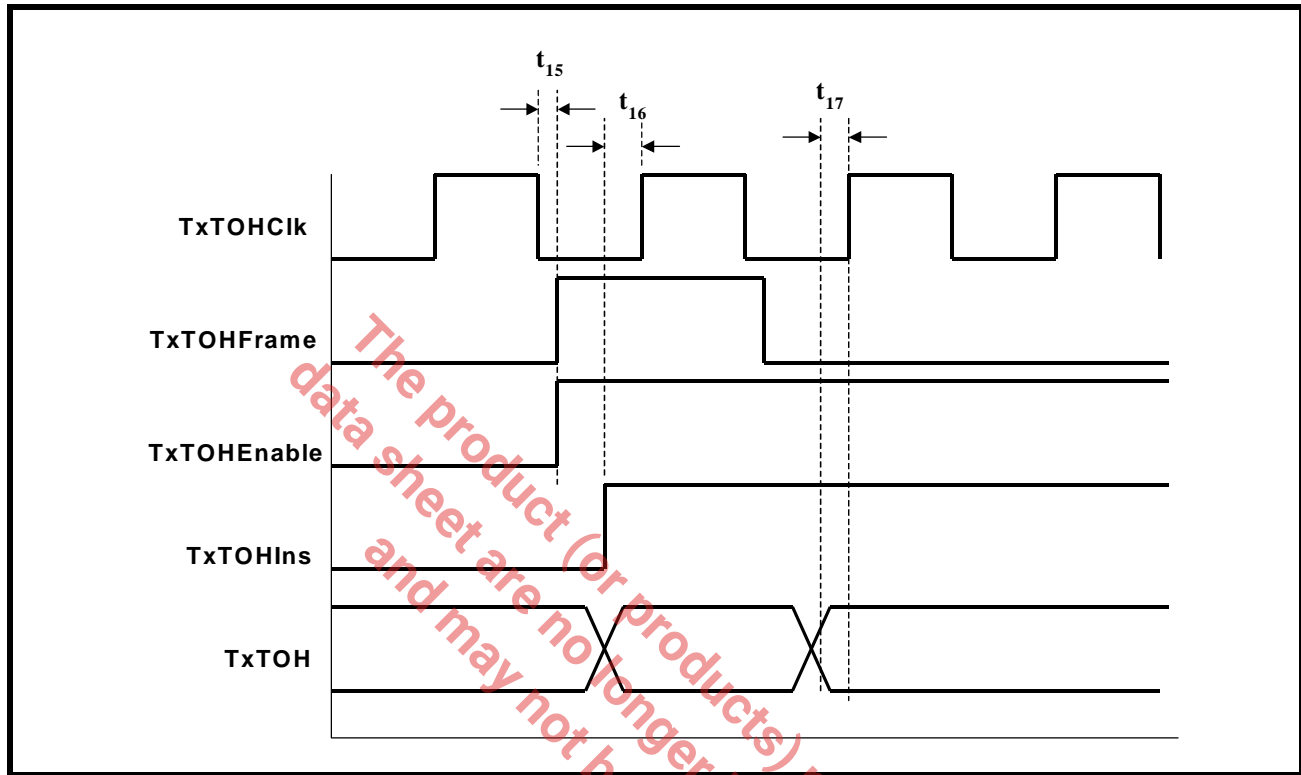 t15
t16
t17
TxTOHClk
TxTOHFrame
TxTOHEnable
TxTOHIns
TxTOH
The product (or products)
data sheet are no longer
and may not b